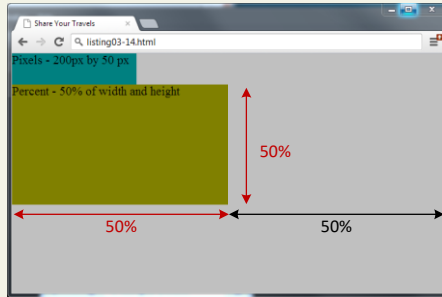 Share Your Travels
listing03-14.html
Pixels - 200px by 50 px
Percent - 50% of width and height
50%
50%
50%